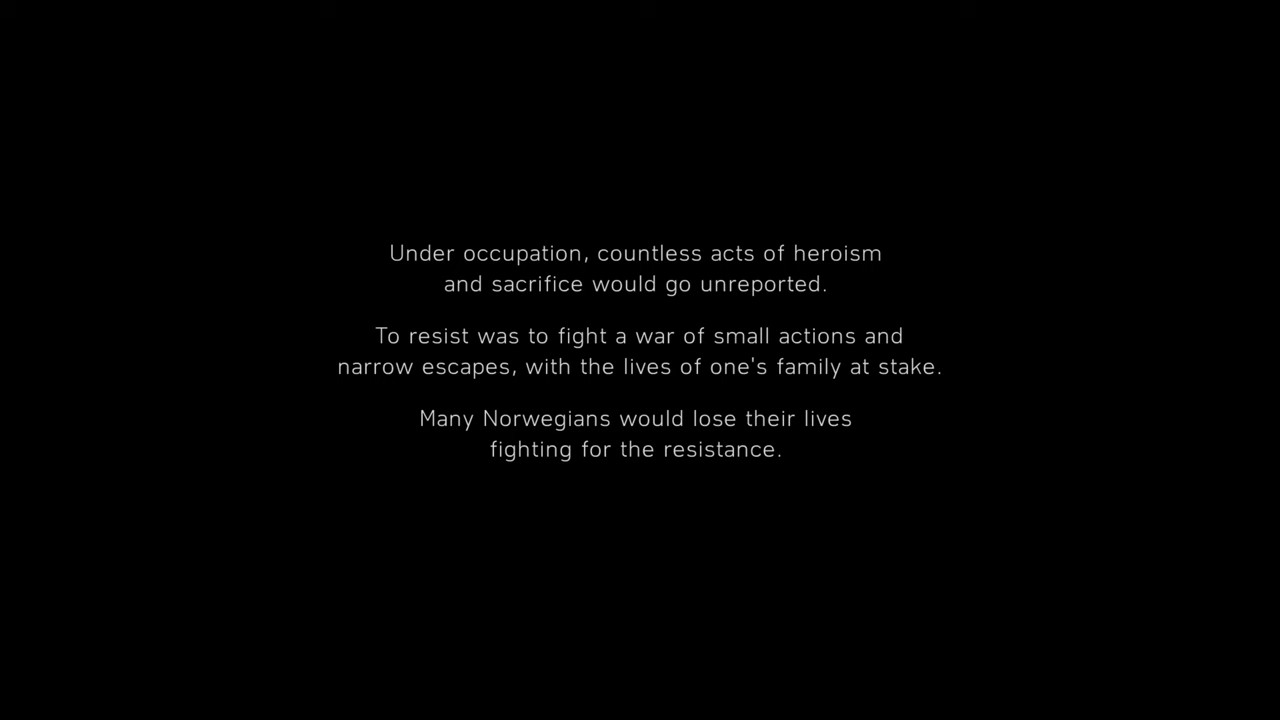 Under occupation, countless acts of heroism
and sacrifice would go unreported.
To resist was to fight a war of small actions and
narrow escapes, with the lives of one's family at stake.
Many Norwegians would lose their lives
fighting for the resistance.